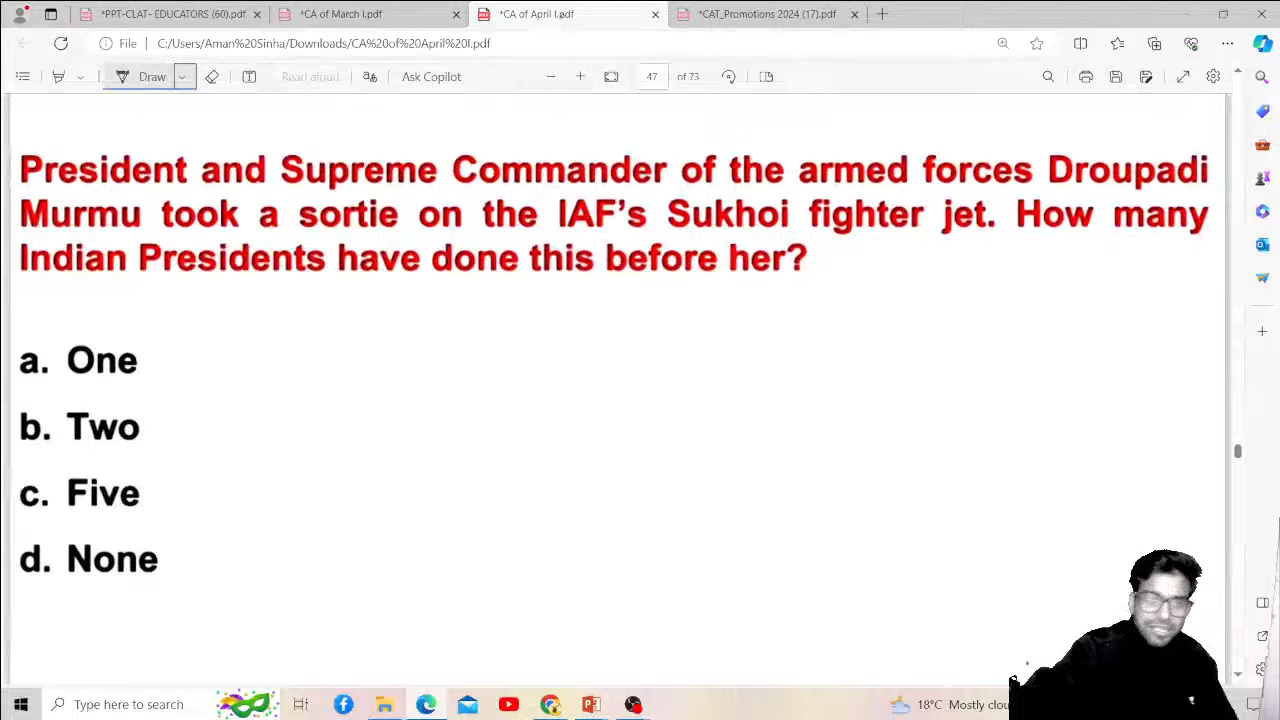 *PPT-CLAT- EDUCATORS (60).pdf
*CA of March I.pdf
*CA of April I.pdf
*CAT_Promotions 2024 (17).pdf
File
C:/Users/Aman%20Sinha/Downloads/CA%20of%20April%20I.pdf
Draw
Read aloud
Ask Copilot
47 of 73
President and Supreme Commander of the armed forces Droupadi
Murmu took a sortie on the IAF’s Sukhoi fighter jet. How many
Indian Presidents have done this before her?
a. One
b. Two
c. Five
d. None
Type here to search
18°C Mostly clou